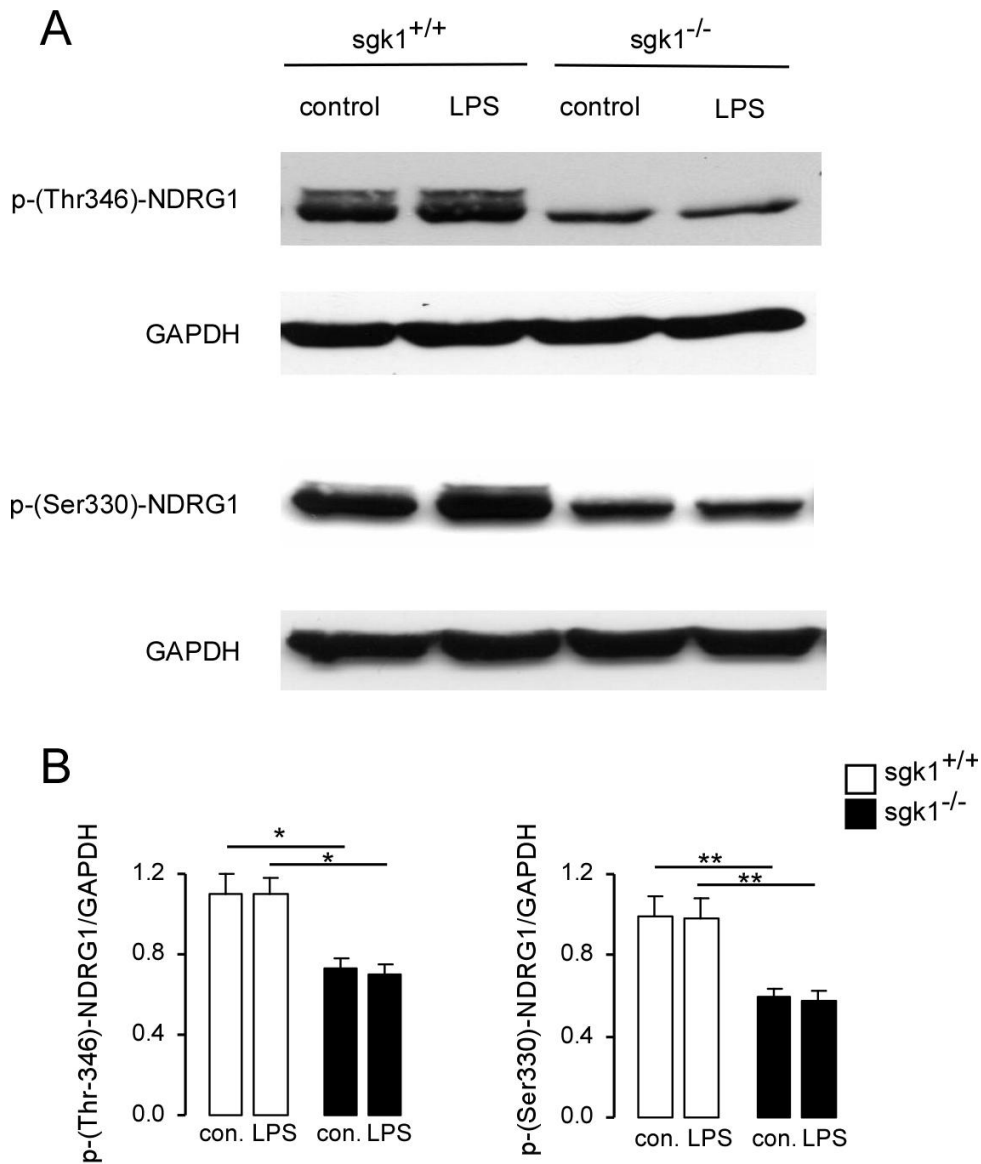 A
sgk1+/+ sgk1-/-
control LPS control LPS
p-(Thr346)-NDRG1
GAPDH
p-(Ser330)-NDRG1
GAPDH
B
sgk1+/+
sgk1-/-
p-(Thr-346)-NDRG1/GAPDH
* 
*
1.2
0.8
0.4
0.0
con. LPS con. LPS
p-(Ser330)-NDRG1/GAPDH
**
**
1.2
0.8
0.4
0.0
con. LPS con. LPS